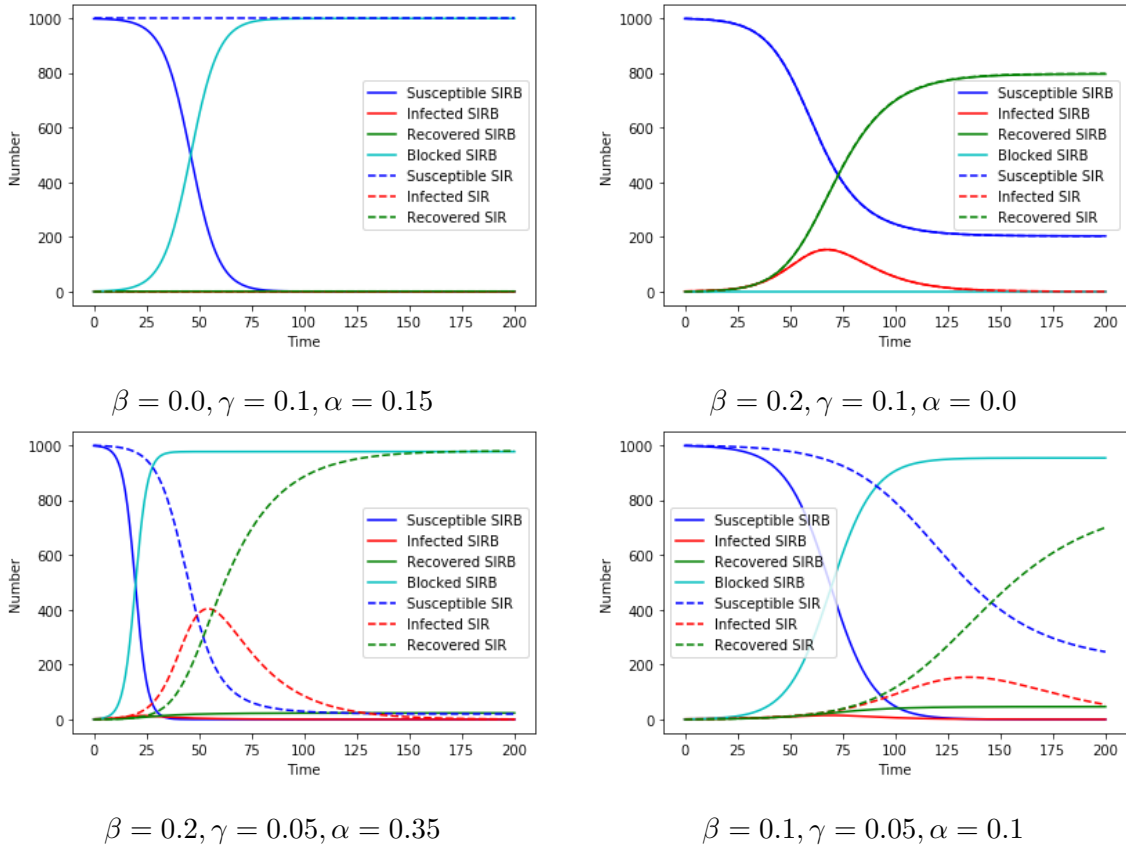 1000
800
600
400
200
0
Number
0 25 50 75 100 125 150 175 200
Time
Susceptible SIRB
Infected SIRB
Recovered SIRB
Blocked SIRB
Susceptible SIR
Infected SIR
Recovered SIR
β = 0.0, γ = 0.1, α = 0.15
1000
800
600
400
200
0
Number
0 25 50 75 100 125 150 175 200
Time
Susceptible SIRB
Infected SIRB
Recovered SIRB
Blocked SIRB
Susceptible SIR
Infected SIR
Recovered SIR
β = 0.2, γ = 0.1, α = 0.0
1000
800
600
400
200
0
Number
0 25 50 75 100 125 150 175 200
Time
Susceptible SIRB
Infected SIRB
Recovered SIRB
Blocked SIRB
Susceptible SIR
Infected SIR
Recovered SIR
β = 0.2, γ = 0.05, α = 0.35
1000
800
600
400
200
0
Number
0 25 50 75 100 125 150 175 200
Time
Susceptible SIRB
Infected SIRB
Recovered SIRB
Blocked SIRB
Susceptible SIR
Infected SIR
Recovered SIR
β = 0.1, γ = 0.05, α = 0.1